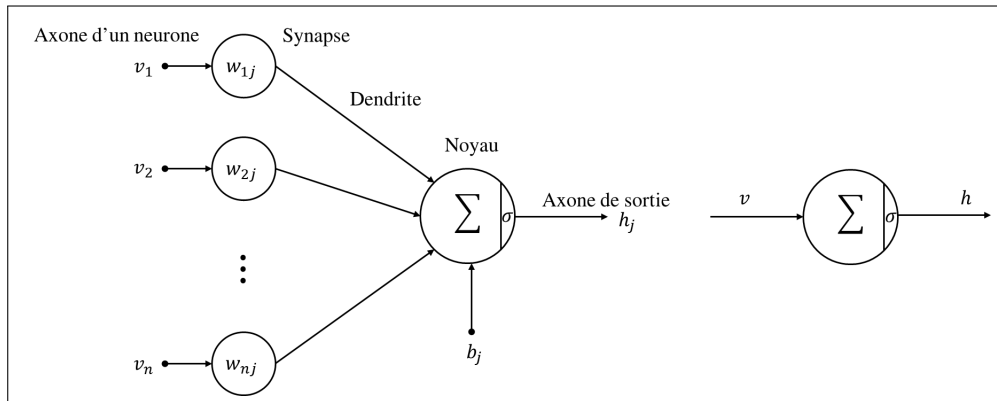 Axone d'un neurone
Synapse
v₁
w₁ⱼ
Dendrite
Noyau
v₂
w₂ⱼ
∑
σ
Axone de sortie
hⱼ
v
∑
σ
h
⋮
bⱼ
vₙ
wₙⱼ